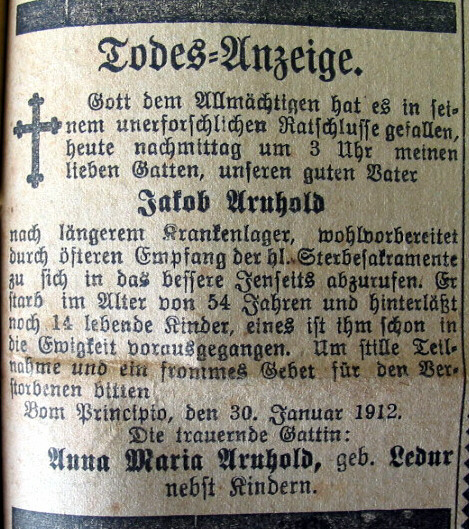 Todes-Anzeige.
Gott dem Allmächtigen hat es in sei-
nem unerforschlichen Ratschlusse gefallen,
heute nachmittag um 3 Uhr meinen
lieben Gatten, unseren guten Vater
Jakob Arnhold
nach längerem Krankenlager, wohlvorbereitet
durch öfteren Empfang der hl. Sterbesakramente
zu sich in das bessere Jenseits abzurufen. Er
starb im Alter von 54 Jahren und hinterläßt
noch 14 lebende Kinder, eines ist ihm schon in
die Ewigkeit vorausgegangen. Um stille Teil-
nahme und ein frommes Gebet für den Ver-
storbenen bitten
Bom Principio, den 30. Januar 1912.
Die trauernde Gattin:
Anna Maria Arnhold, geb. Ledur
nebst Kindern.